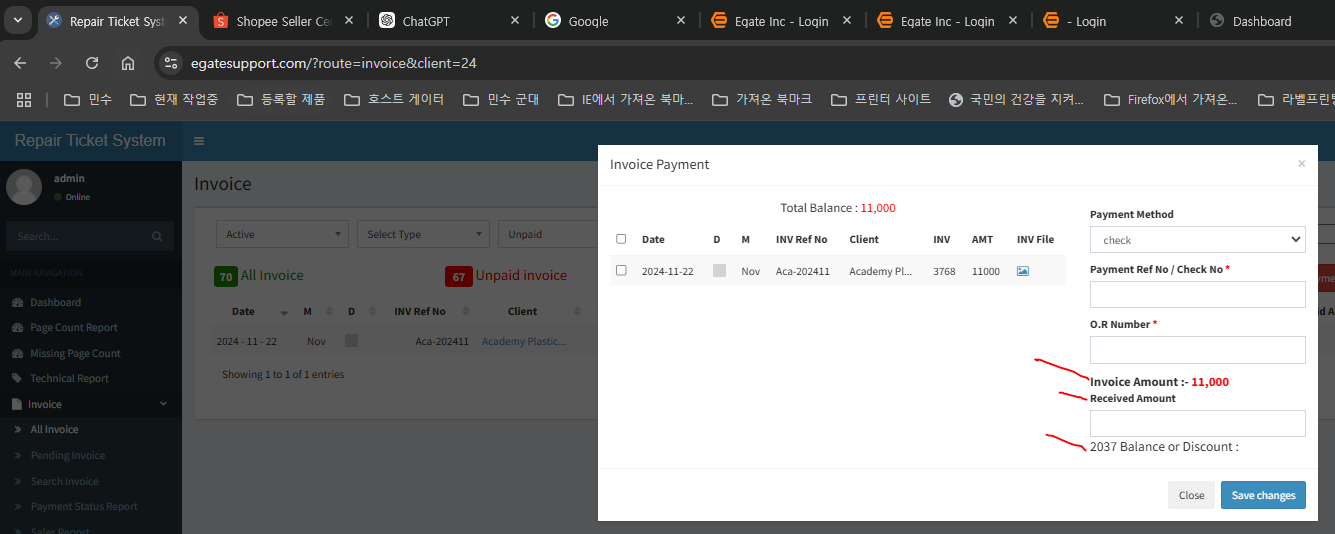 Repair Ticket Syst
Shopee Seller Ce
ChatGPT
Google
Egate Inc - Login
Egate Inc - Login
- Login
Dashboard
egatesupport.com/?route=invoice&client=24
민수
현재 작업중
등록할 제품
호스트 게이터
민수 군대
IE에서 가져온 북마...
가져온 북마크
프린터 사이트
국민의 건강을 지켜...
Firefox에서 가져온...
라벨프린팅
Repair Ticket System
admin
Online
Search...
MAIN NAVIGATION
Dashboard
Page Count Report
Missing Page Count
Technical Report
Invoice
All Invoice
Pending Invoice
Search Invoice
Payment Status Report
Sales Report
Invoice
Active
Select Type
Unpaid
70 All Invoice
67 Unpaid invoice
Date M D INV Ref No Client
2024 - 11 - 22 Nov Aca-202411 Academy Plastic...
Showing 1 to 1 of 1 entries
Invoice Payment
×
Total Balance : 11,000
Date D M INV Ref No Client INV AMT INV File
2024-11-22 Nov Aca-202411 Academy Pl... 3768 11000
Payment Method
check
Payment Ref No / Check No *
O.R Number *
Invoice Amount :- 11,000
Received Amount
2037 Balance or Discount :
Close
Save changes